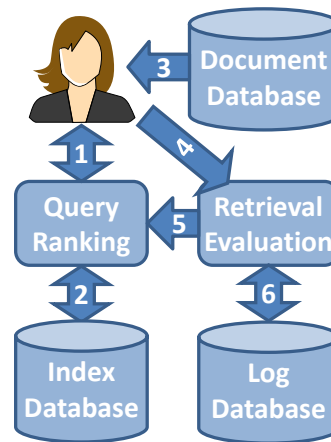 3
Document
Database
1
4
Query
Ranking
5
Retrieval
Evaluation
2
6
Index
Database
Log
Database